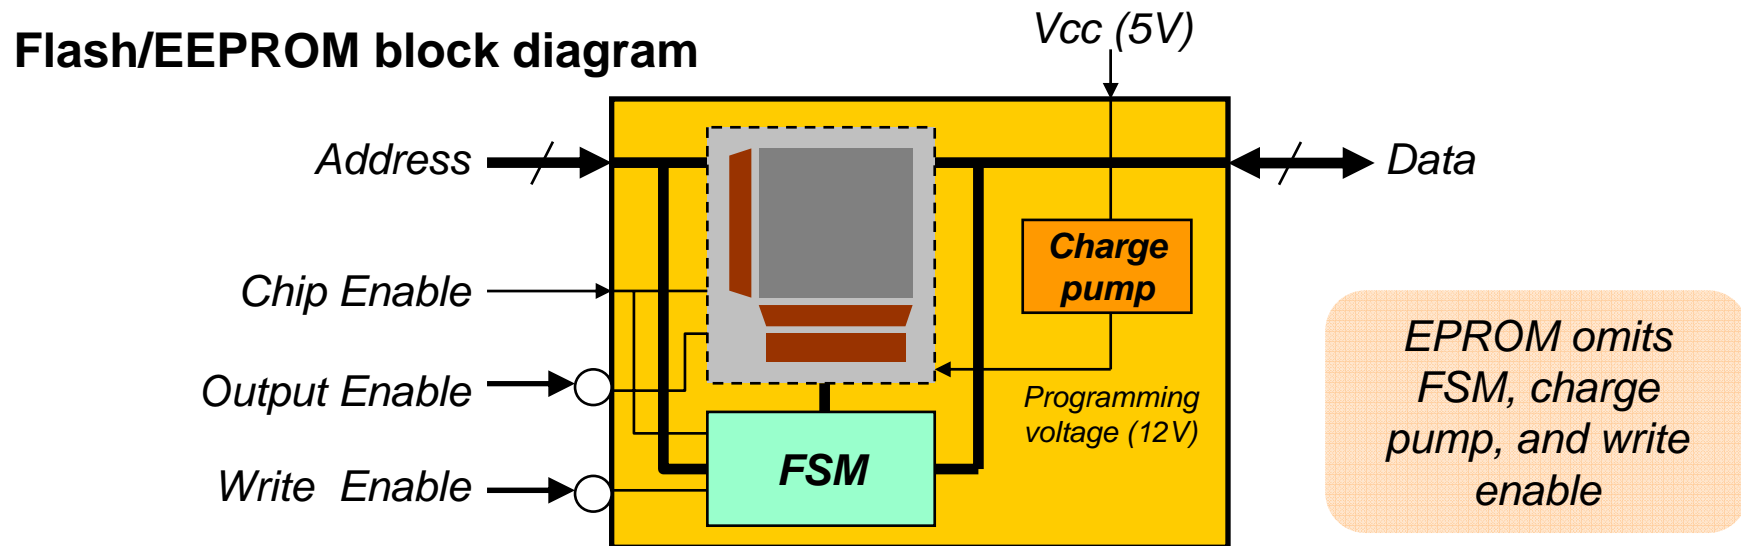 Flash/EEPROM block diagram
Vcc (5V)
Address
Data
Charge
pump
Chip Enable
Output Enable
Programming
voltage (12V)
Write Enable
FSM
EPROM omits
FSM, charge
pump, and write
enable